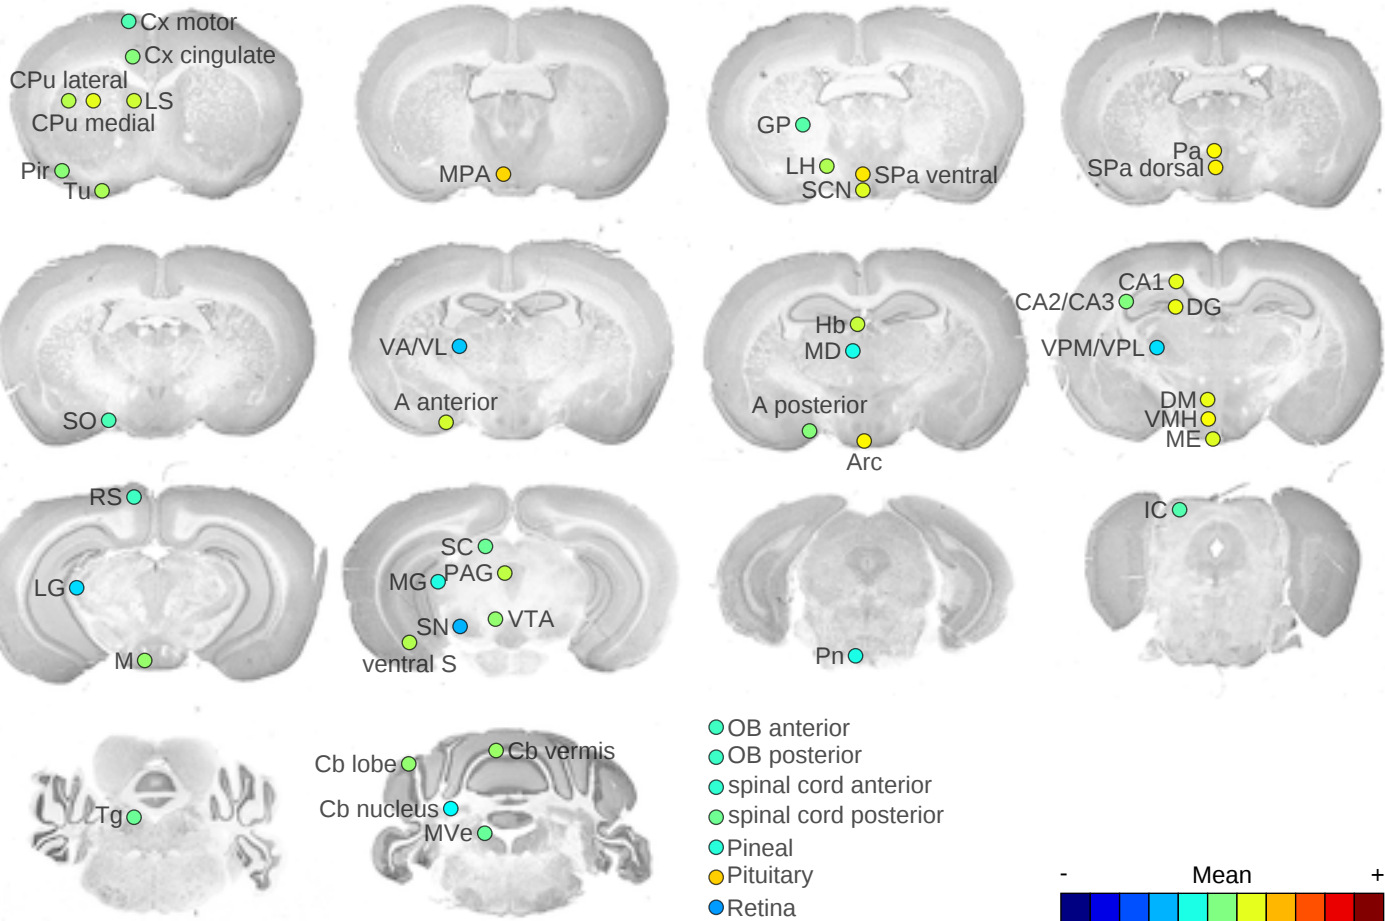 Cx motor
Cx cingulate
CPu lateral
LS
CPu medial
Pir
Tu
MPA
GP
LH
SPa ventral
SCN
Pa
SPa dorsal
SO
VA/VL
A anterior
Hb
MD
A posterior
Arc
CA1
CA2/CA3
DG
VPM/VPL
DM
VMH
ME
RS
LG
M
SC
MG
PAG
SN
VTA
ventral S
Pn
IC
Tg
Cb lobe
Cb vermis
Cb nucleus
MVe
OB anterior
OB posterior
spinal cord anterior
spinal cord posterior
Pineal
Pituitary
Retina
- Mean +